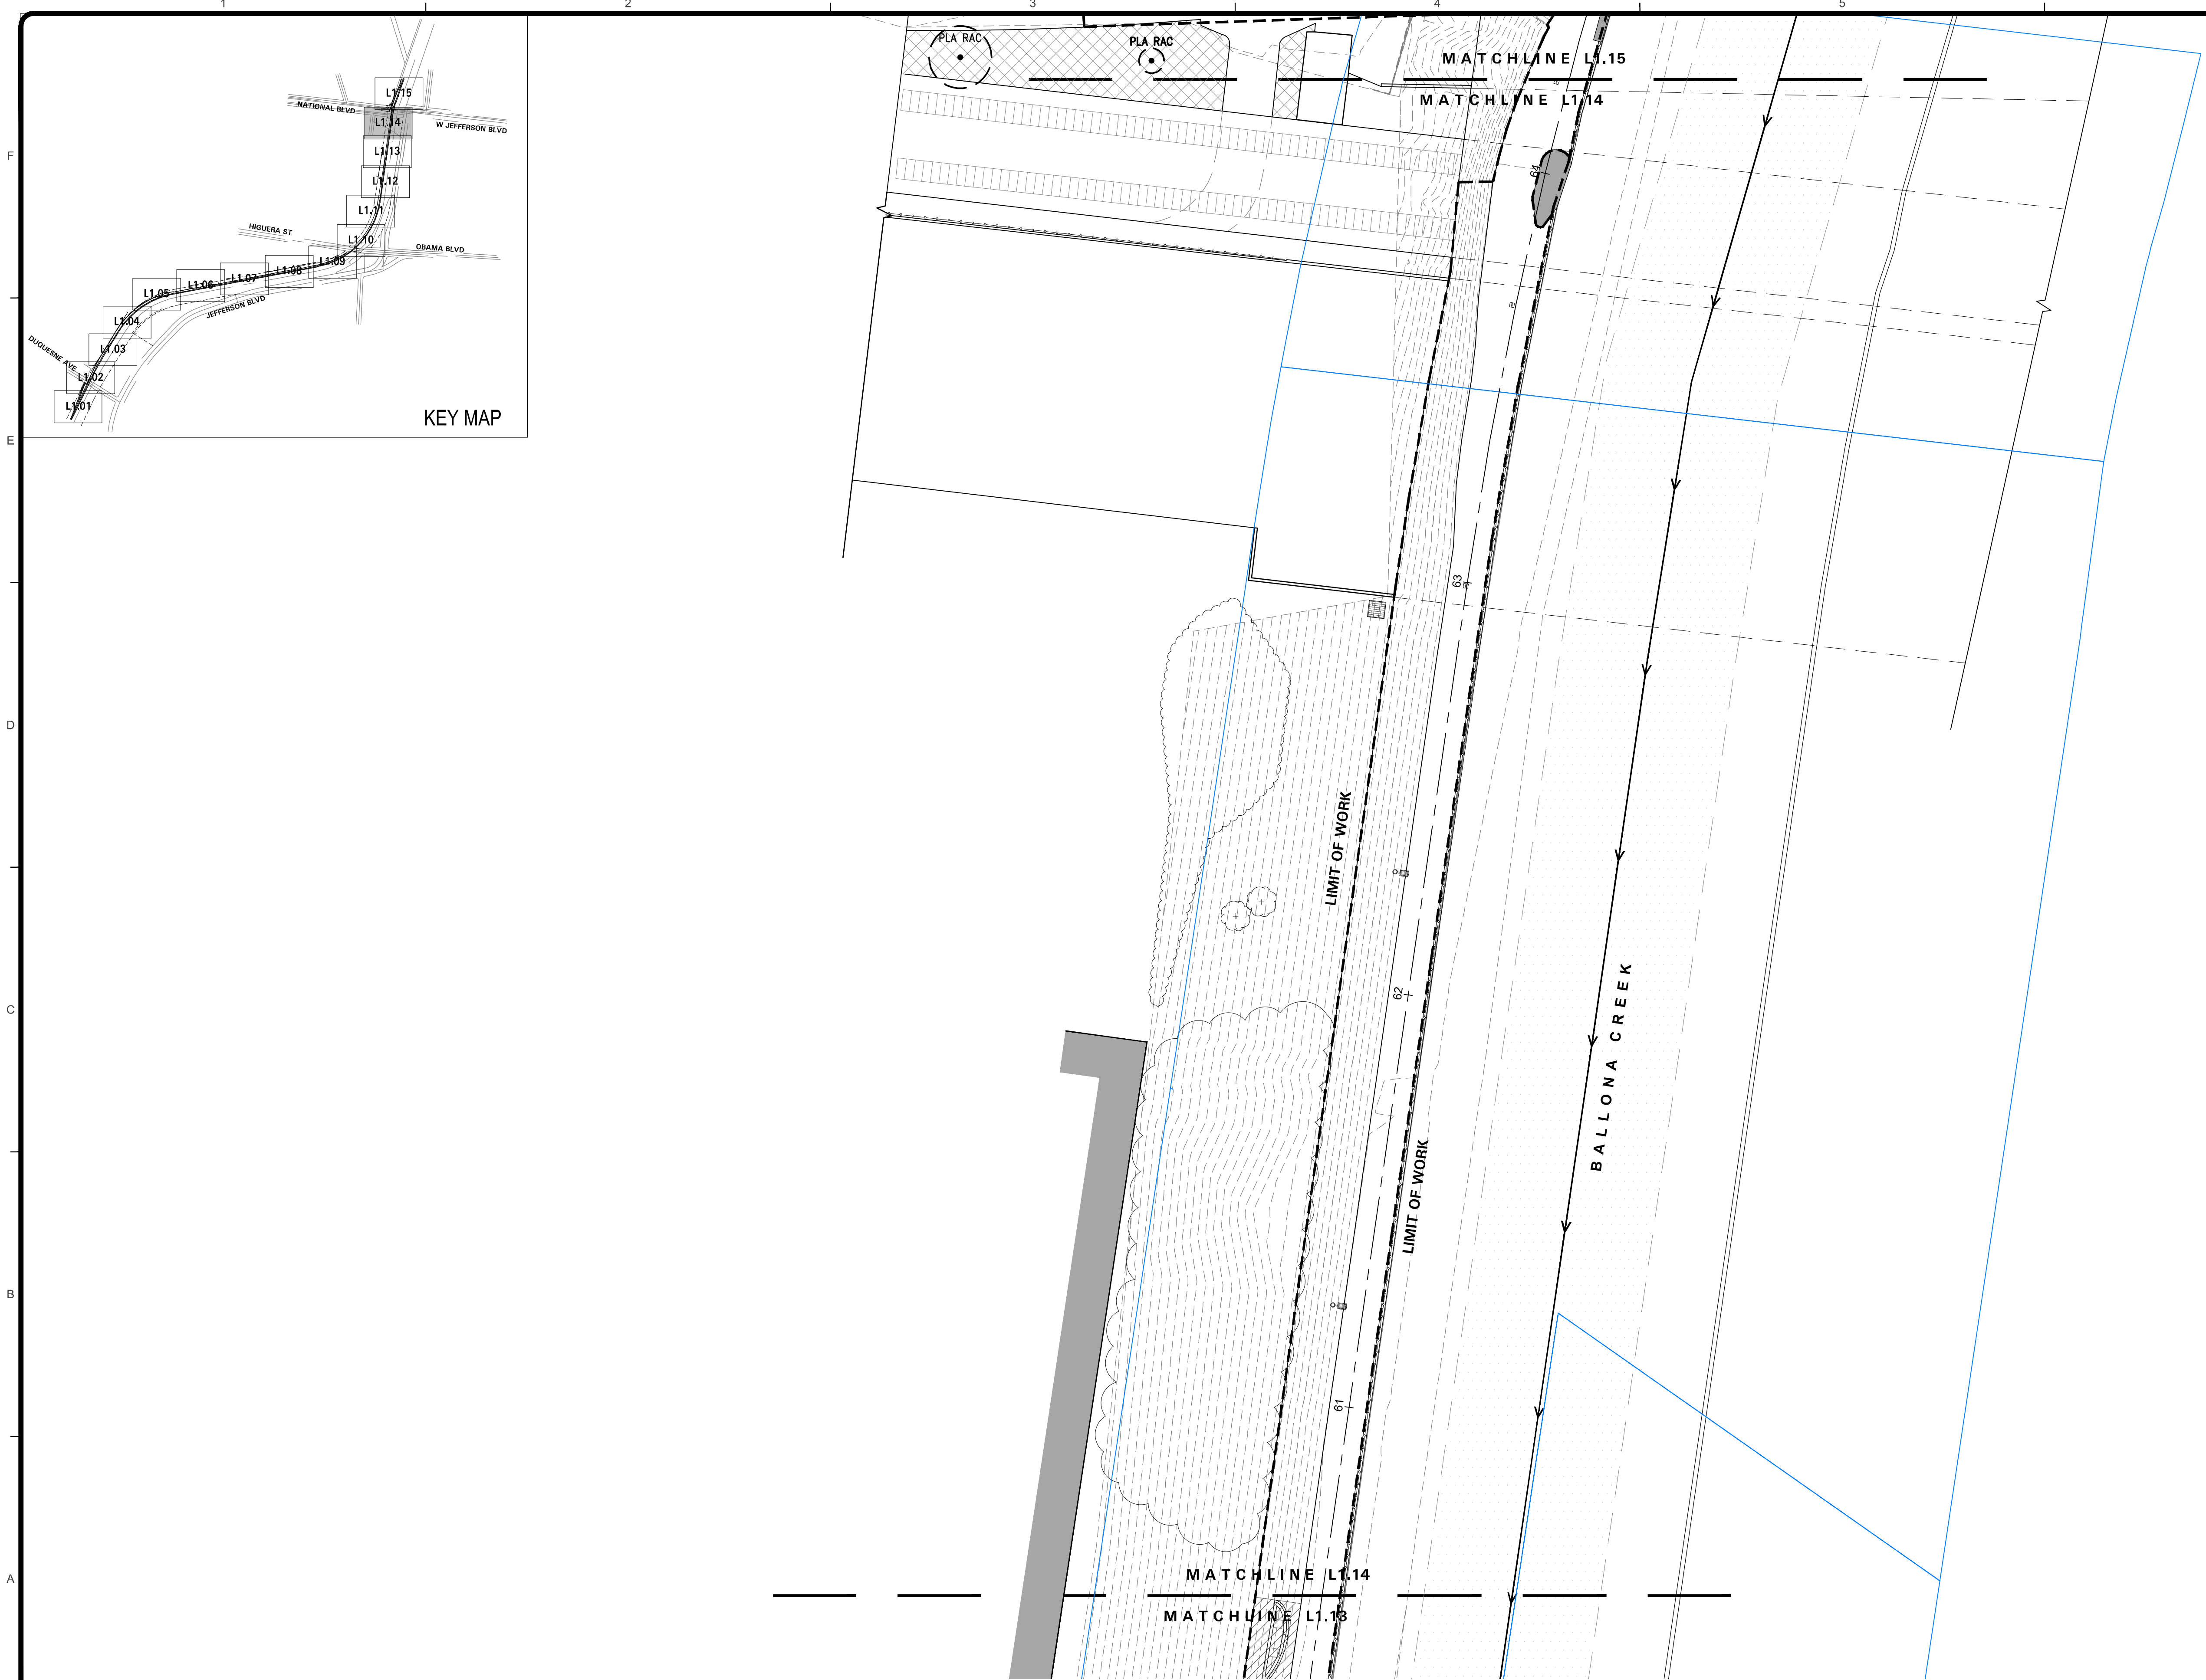 1
2
3
4
5
F
E
D
C
B
A
L1.15
NATIONAL BLVD
L1.14
W JEFFERSON BLVD
L1.13
L1.12
L1.11
HIGUERA ST
L1.10
OBAMA BLVD
L1.09
L1.08
L1.07
L1.06
L1.05
JEFFERSON BLVD
L1.04
DUQUESNE AVE
L1.03
L1.02
L1.01
KEY MAP
PLA RAC
PLA RAC
MATCHLINE L1.15
MATCHLINE L1.14
64
63
LIMIT OF WORK
62
BALLONA CREEK
LIMIT OF WORK
61
MATCHLINE L1.14
MATCHLINE L1.13